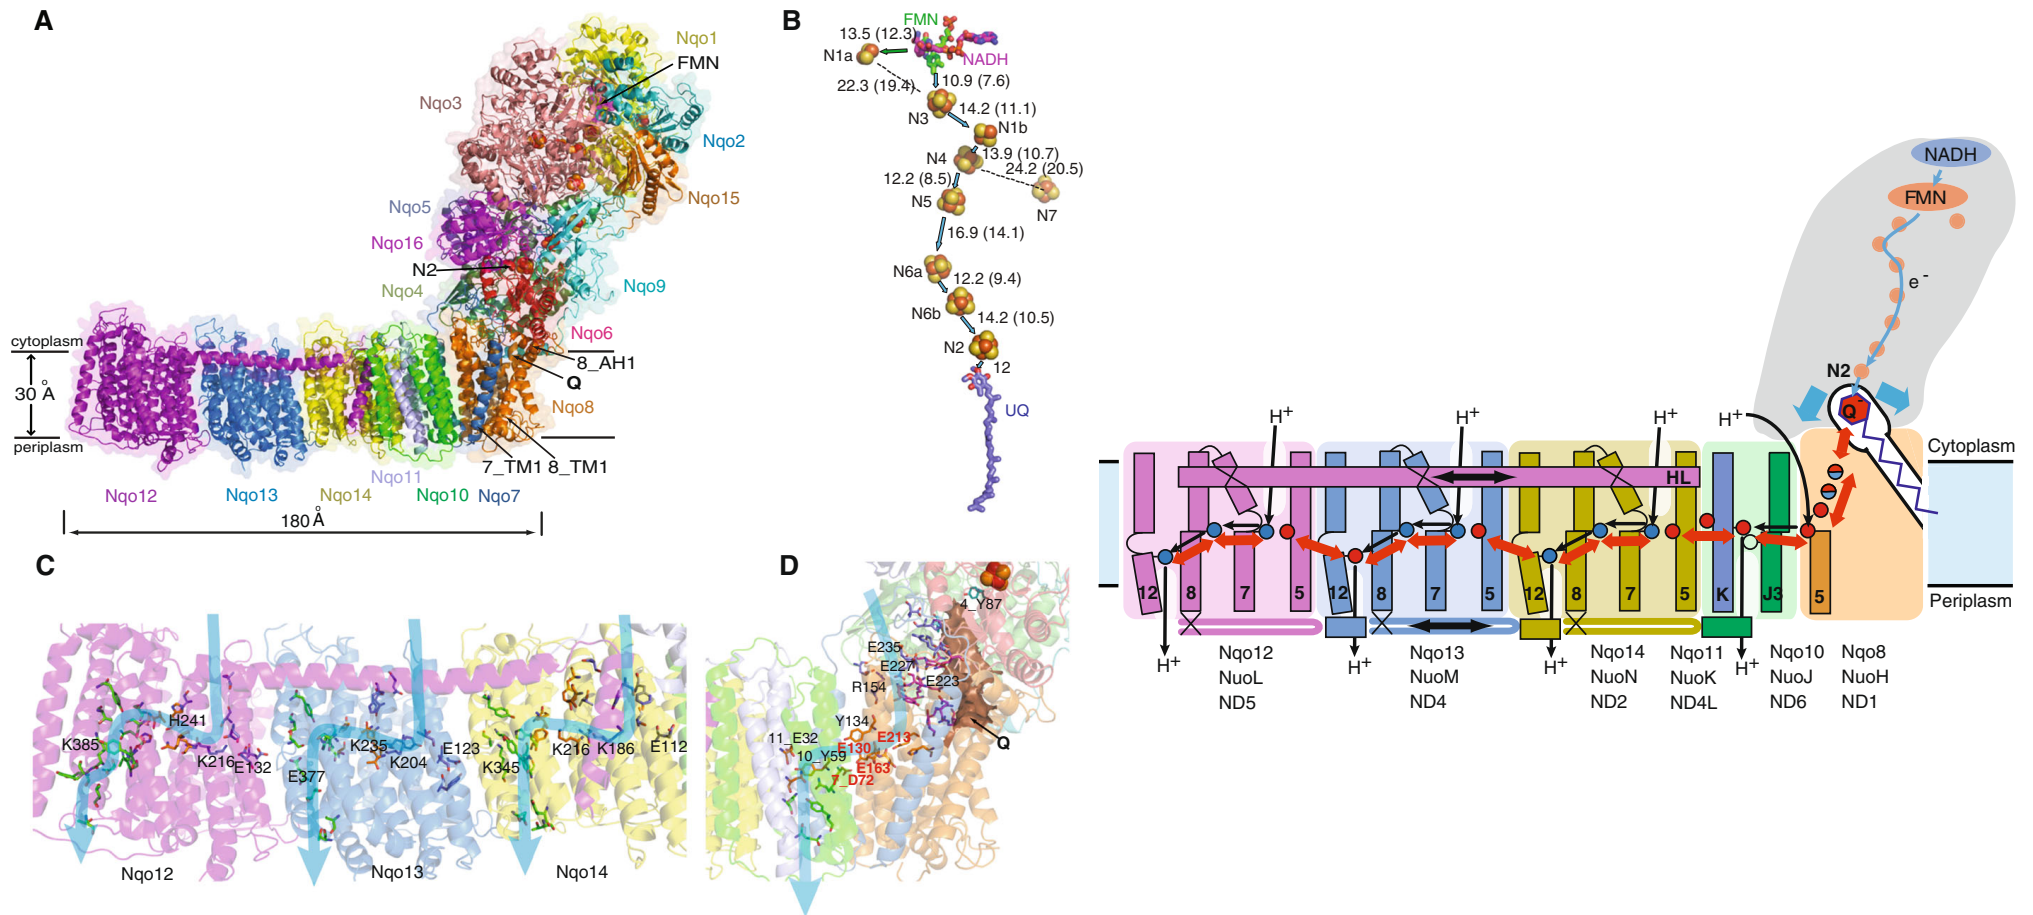 A
Nqo1
FMN
Nqo3
Nqo2
Nqo15
Nqo5
Nqo16
N2
Nqo4
Nqo9
Nqo6
cytoplasm
30 Å
periplasm
8_AH1
Q
Nqo8
7_TM1 8_TM1
Nqo11
Nqo12 Nqo13 Nqo14 Nqo10 Nqo7
180 Å
B
FMN
13.5 (12.3)
N1a
NADH
22.3 (19.4)
10.9 (7.6)
N3
14.2 (11.1)
N1b
N4
13.9 (10.7)
24.2 (20.5)
12.2 (8.5)
N5
N7
16.9 (14.1)
N6a
12.2 (9.4)
N6b
14.2 (10.5)
N2
12
UQ
C
H241
K385
K216
E132
K235
K204
E123
E377
K216
K186
E112
K345
Nqo12 Nqo13 Nqo14
D
4_Y87
E235
E227
E223
R154
Y134
E213
11_E32
E130
10_Y59
E163
7_D72
Q
NADH
FMN
e-
N2
Q-
H+ H+ H+ H+
Cytoplasm
HL
12 8 7 5 12 8 7 5 12 8 7 5 K J3 5
Periplasm
H+ H+ H+ H+
Nqo12 Nqo13 Nqo14 Nqo11 Nqo10 Nqo8
NuoL NuoM NuoN NuoK NuoJ NuoH
ND5 ND4 ND2 ND4L ND6 ND1